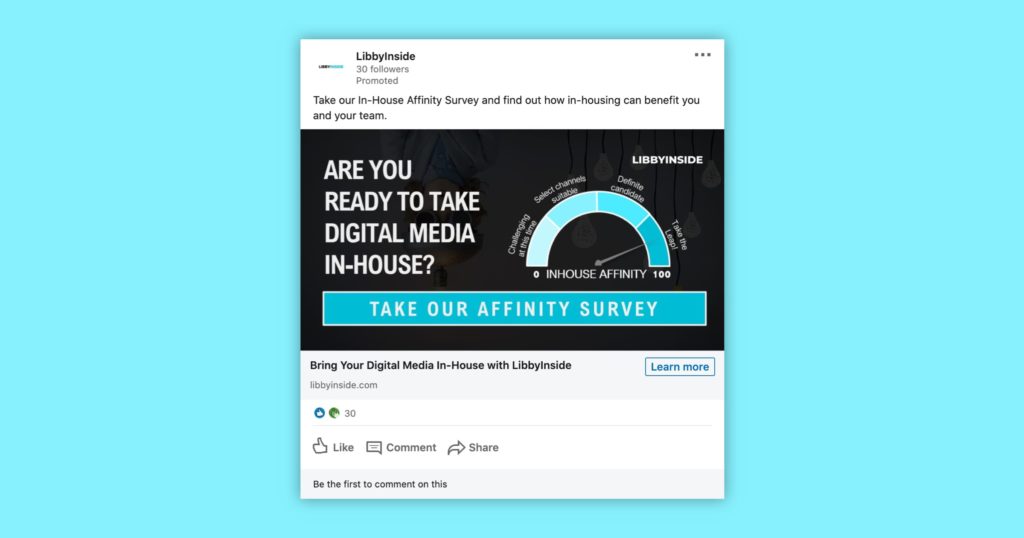 LIBBYINSIDE
LibbyInside
30 followers
Promoted
Take our In-House Affinity Survey and find out how in-housing can benefit you
and your team.
ARE YOU
READY TO TAKE
DIGITAL MEDIA
IN-HOUSE?
LIBBYINSIDE
Challenging
at this time
Select channels
suitable
Definite
candidate
Take the
Leap!
0 INHOUSE AFFINITY 100
TAKE OUR AFFINITY SURVEY
Bring Your Digital Media In-House with LibbyInside
Learn more
libbyinside.com
30
Like Comment Share
Be the first to comment on this